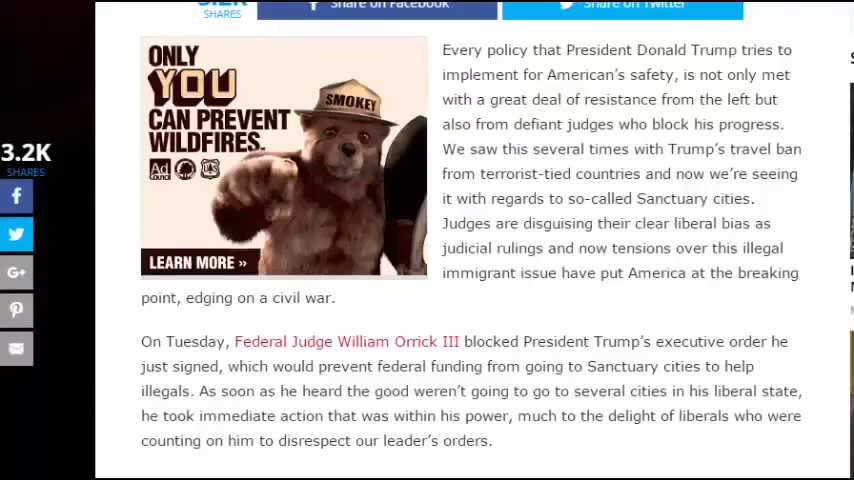 3.2K
SHARES
Share on Facebook
Share on Twitter
ONLY
YOU
CAN PREVENT
WILDFIRES.
SMOKEY
Ad
Council
LEARN MORE »
3.2K
SHARES
G+
Every policy that President Donald Trump tries to
implement for American's safety, is not only met
with a great deal of resistance from the left but
also from defiant judges who block his progress.
We saw this several times with Trump's travel ban
from terrorist-tied countries and now we're seeing
it with regards to so-called Sanctuary cities.
Judges are disguising their clear liberal bias as
judicial rulings and now tensions over this illegal
immigrant issue have put America at the breaking
point, edging on a civil war.
On Tuesday, Federal Judge William Orrick III blocked President Trump's executive order he
just signed, which would prevent federal funding from going to Sanctuary cities to help
illegals. As soon as he heard the good weren't going to go to several cities in his liberal state,
he took immediate action that was within his power, much to the delight of liberals who were
counting on him to disrespect our leader's orders.